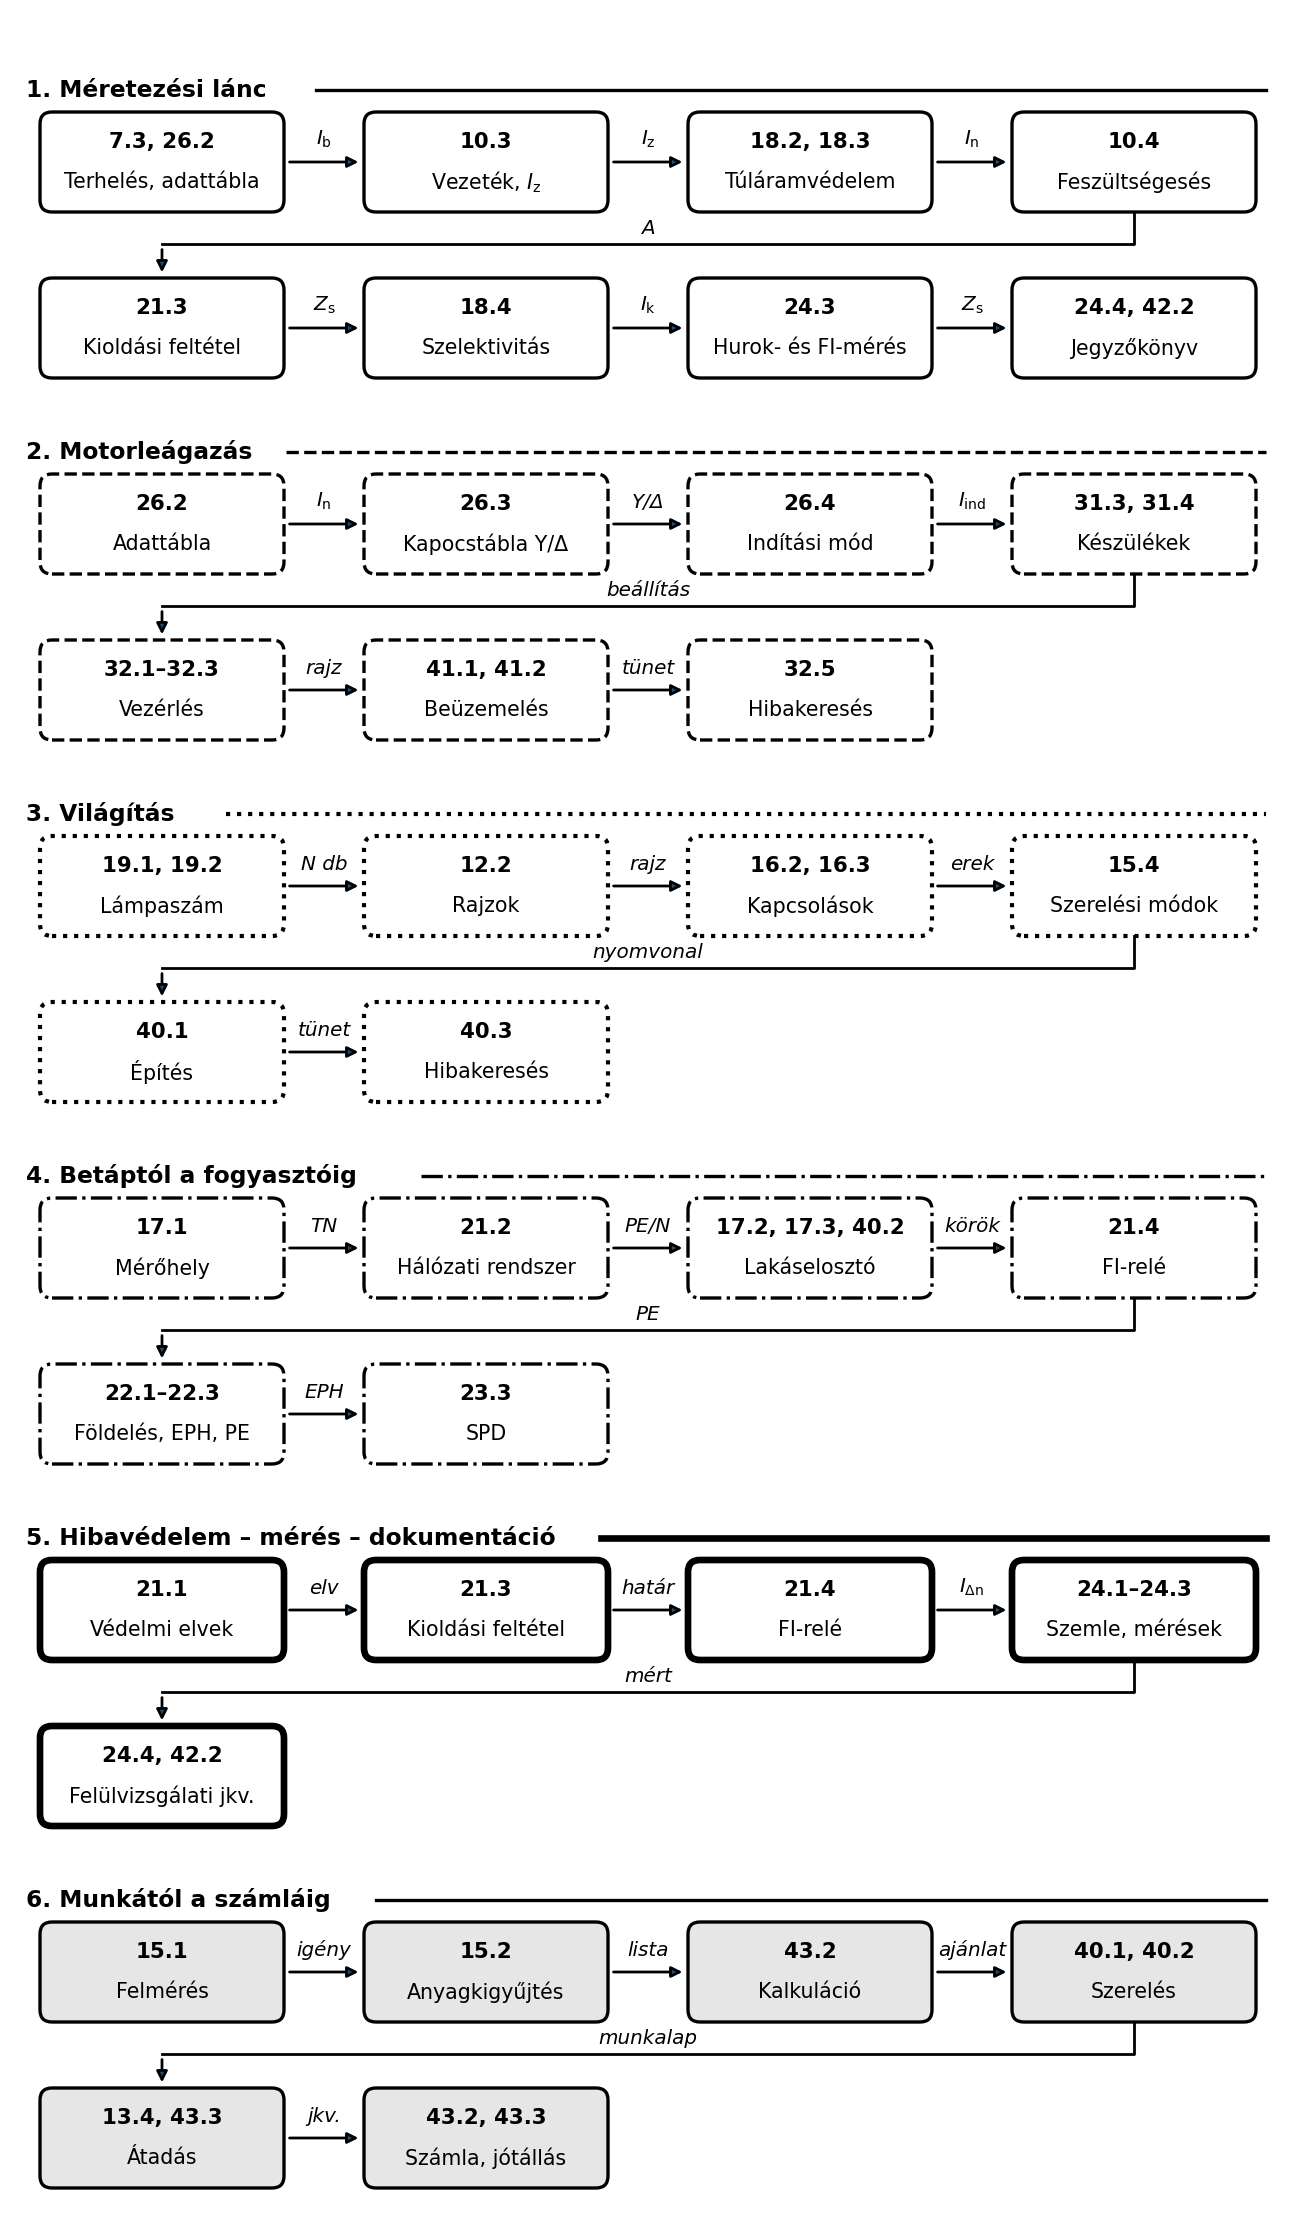 1. Méretezési lánc
7.3, 26.2
Terhelés, adattábla
I_b
10.3
Vezeték, I_z
I_z
18.2, 18.3
Túláramvédelem
I_n
10.4
Feszültségesés
A
21.3
Kioldási feltétel
Z_s
18.4
Szelektivitás
I_k
24.3
Hurok- és FI-mérés
Z_s
24.4, 42.2
Jegyzőkönyv
2. Motorleágazás
26.2
Adattábla
I_n
26.3
Kapocstábla Y/Δ
Y/Δ
26.4
Indítási mód
I_ind
31.3, 31.4
Készülékek
beállítás
32.1–32.3
Vezérlés
rajz
41.1, 41.2
Beüzemelés
tünet
32.5
Hibakeresés
3. Világítás
19.1, 19.2
Lámpaszám
N db
12.2
Rajzok
rajz
16.2, 16.3
Kapcsolások
erek
15.4
Szerelési módok
nyomvonal
40.1
Építés
tünet
40.3
Hibakeresés
4. Betáptól a fogyasztóig
17.1
Mérőhely
TN
21.2
Hálózati rendszer
PE/N
17.2, 17.3, 40.2
Lakáselosztó
körök
21.4
FI-relé
PE
22.1–22.3
Földelés, EPH, PE
EPH
23.3
SPD
5. Hibavédelem – mérés – dokumentáció
21.1
Védelmi elvek
elv
21.3
Kioldási feltétel
határ
21.4
FI-relé
I_Δn
24.1–24.3
Szemle, mérések
mért
24.4, 42.2
Felülvizsgálati jkv.
6. Munkától a számláig
15.1
Felmérés
igény
15.2
Anyagkigyűjtés
lista
43.2
Kalkuláció
ajánlat
40.1, 40.2
Szerelés
munkalap
13.4, 43.3
Átadás
jkv.
43.2, 43.3
Számla, jótállás